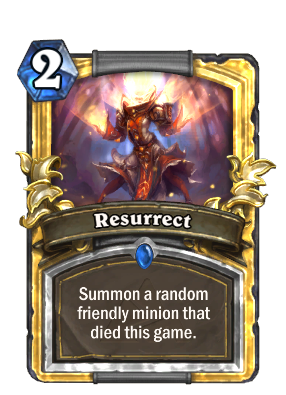 2
Resurrect
Summon a random
friendly minion that
died this game.